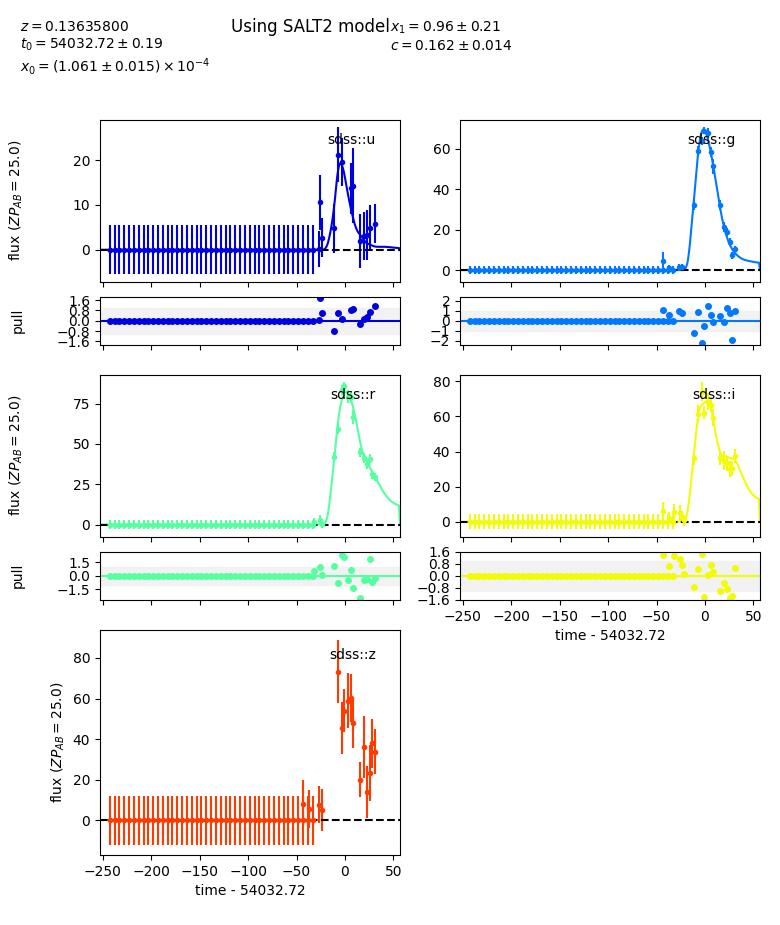 z = 0.13635800
t₀ = 54032.72 ± 0.19
x₀ = (1.061 ± 0.015) × 10⁻⁴
Using SALT2 model
x₁ = 0.96 ± 0.21
c = 0.162 ± 0.014
flux (ZP_AB = 25.0)
sdss::u
20
10
0
pull
1.6
0.8
0.0
−0.8
−1.6
sdss::g
60
40
20
0
2
1
0
−1
−2
flux (ZP_AB = 25.0)
sdss::r
75
50
25
0
pull
1.5
0.0
−1.5
sdss::i
80
60
40
20
0
1.6
0.8
0.0
−0.8
−1.6
−250 −200 −150 −100 −50 0 50
time - 54032.72
flux (ZP_AB = 25.0)
sdss::z
80
60
40
20
0
−250 −200 −150 −100 −50 0 50
time - 54032.72